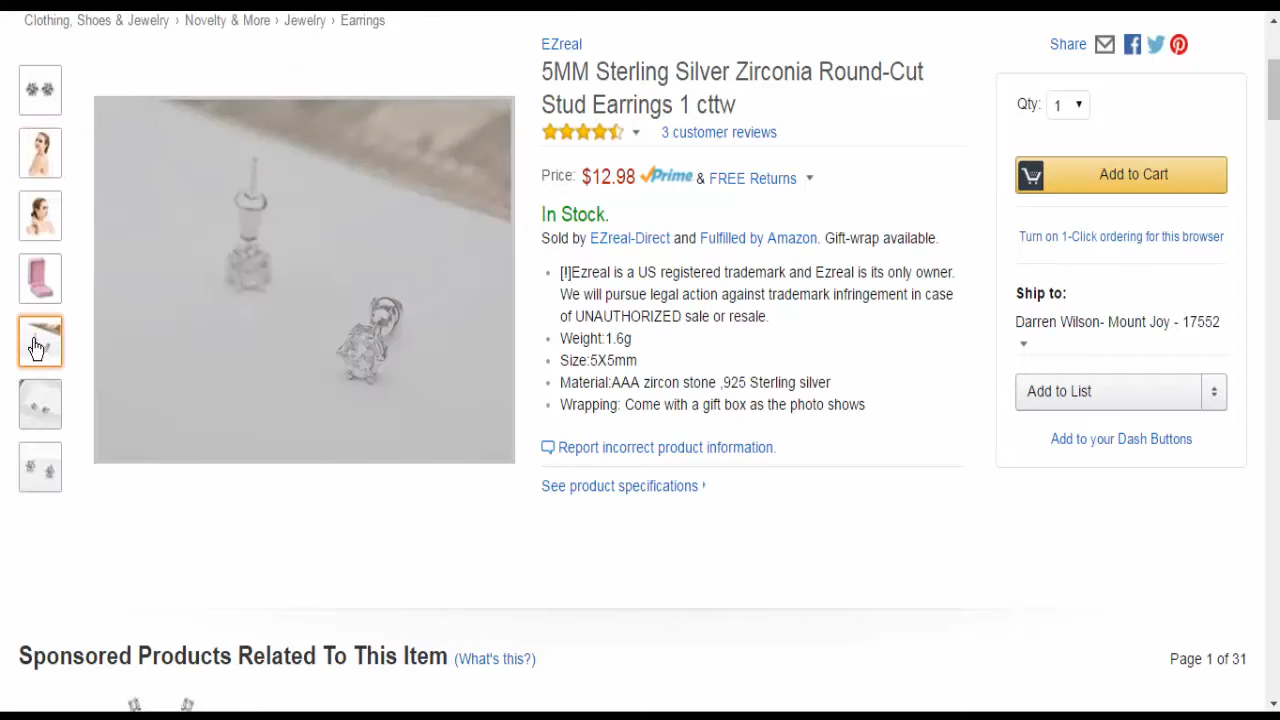 Clothing, Shoes & Jewelry › Novelty & More › Jewelry › Earrings
EZreal
5MM Sterling Silver Zirconia Round-Cut
Stud Earrings 1 cttw
3 customer reviews
Price: $12.98 Prime & FREE Returns
In Stock.
Sold by EZreal-Direct and Fulfilled by Amazon. Gift-wrap available.
• [!]Ezreal is a US registered trademark and Ezreal is its only owner.
We will pursue legal action against trademark infringement in case
of UNAUTHORIZED sale or resale.
• Weight:1.6g
• Size:5X5mm
• Material:AAA zircon stone ,925 Sterling silver
• Wrapping: Come with a gift box as the photo shows
Report incorrect product information.
See product specifications
Share
Qty: 1
Add to Cart
Turn on 1-Click ordering for this browser
Ship to:
Darren Wilson- Mount Joy - 17552
Add to List
Add to your Dash Buttons
Sponsored Products Related To This Item (What's this?)
Page 1 of 31